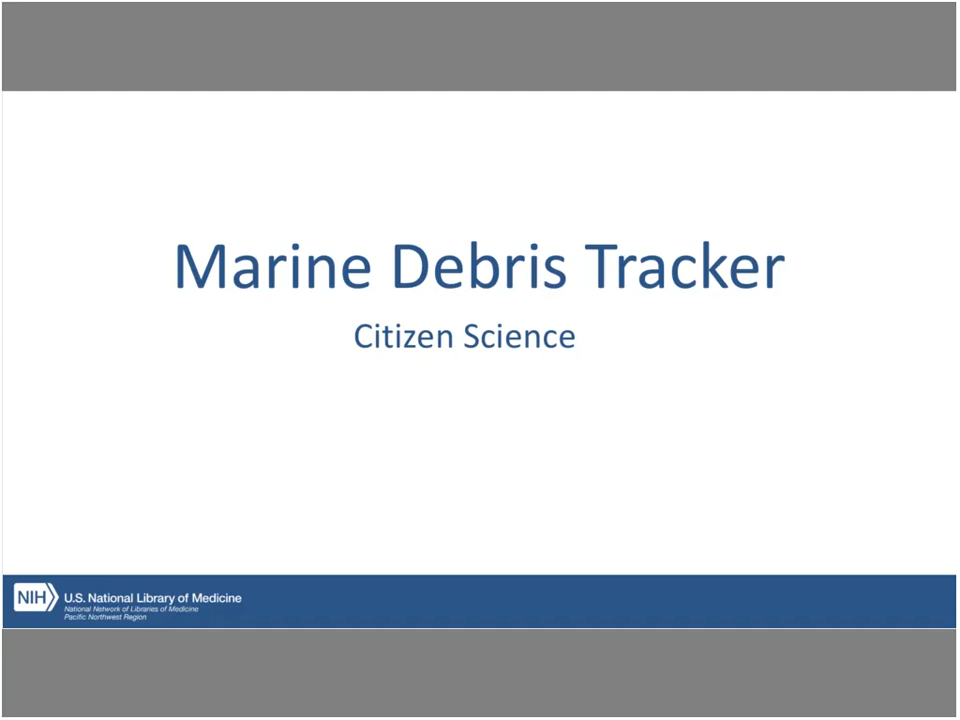 Marine Debris Tracker
Citizen Science
NIH
U.S. National Library of Medicine
National Network of Libraries of Medicine
Pacific Northwest Region